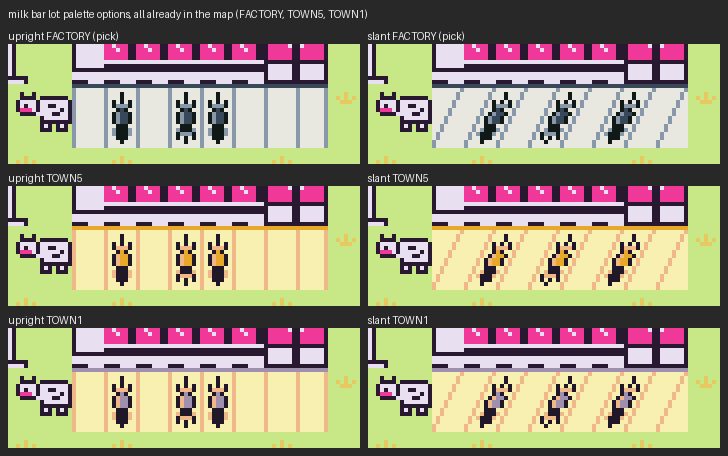 milk bar lot palette options, all already in the map (FACTORY, TOWN5, TOWN1)
upright FACTORY (pick)
slant FACTORY (pick)
upright TOWN5
slant TOWN5
upright TOWN1
slant TOWN1